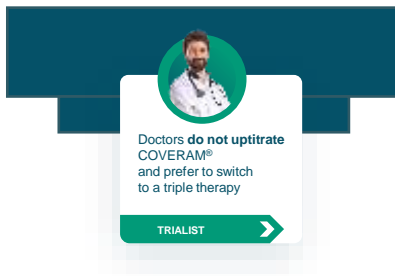 Doctors do not uptitrate
COVERAM®
and prefer to switch
to a triple therapy
TRIALIST